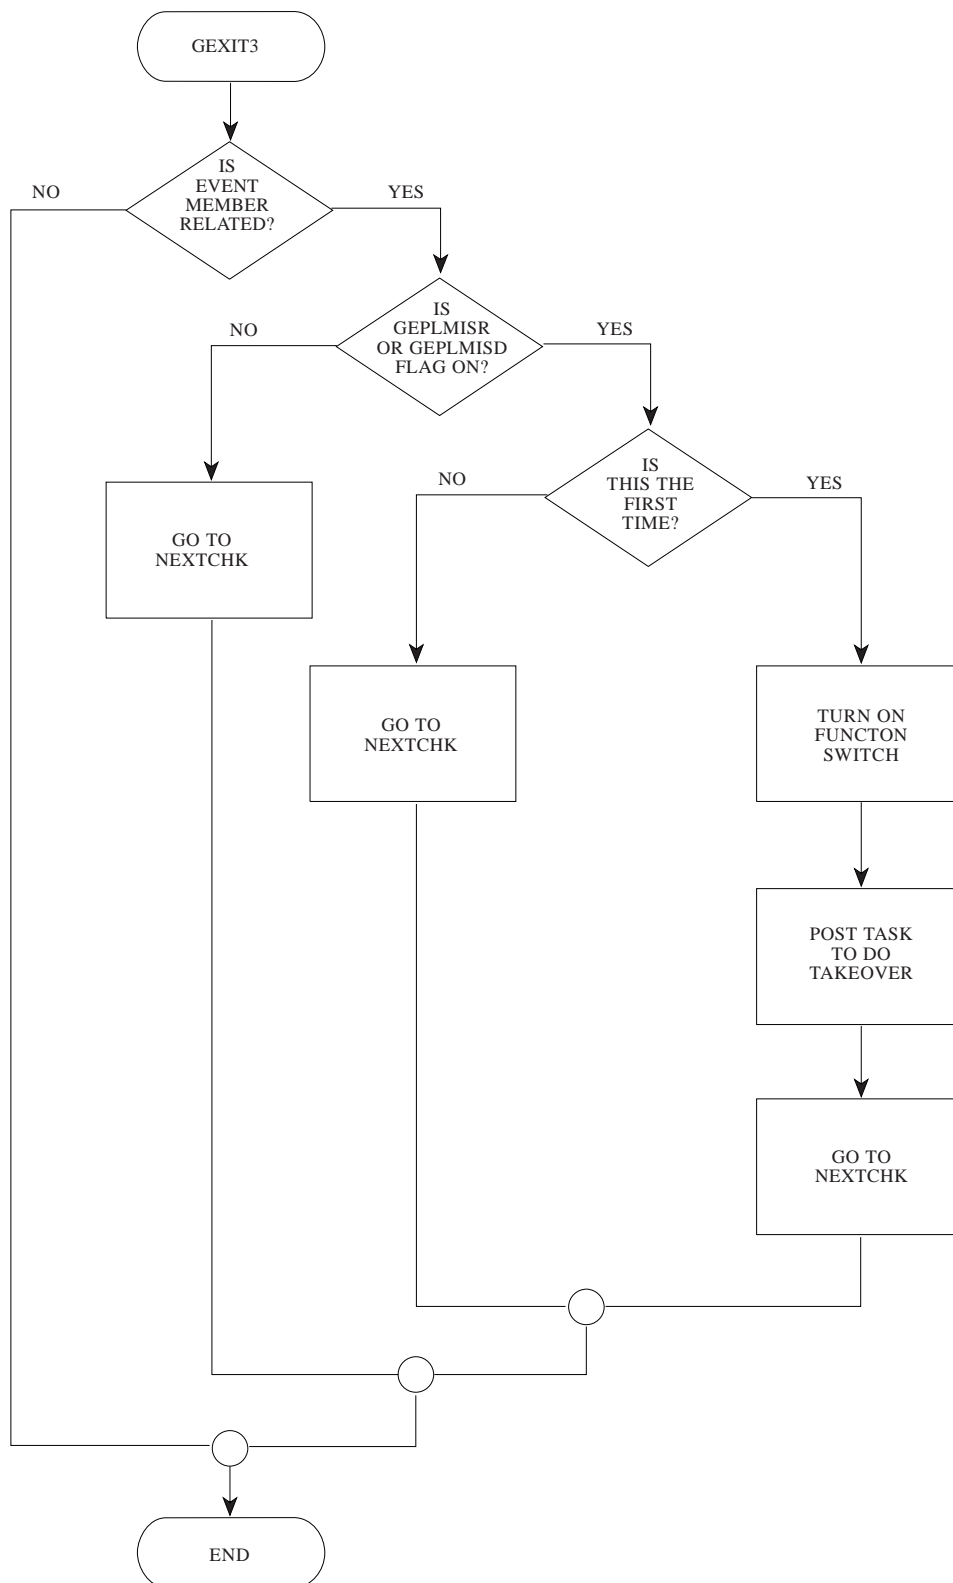 GEXIT3
IS
EVENT
MEMBER
RELATED?
NO
YES
IS
GEPLMISR
OR GEPLMISD
FLAG ON?
NO
YES
IS
THIS THE
FIRST
TIME?
NO
YES
GO TO
NEXTCHK
GO TO
NEXTCHK
TURN ON
FUNCTON
SWITCH
POST TASK
TO DO
TAKEOVER
GO TO
NEXTCHK
END